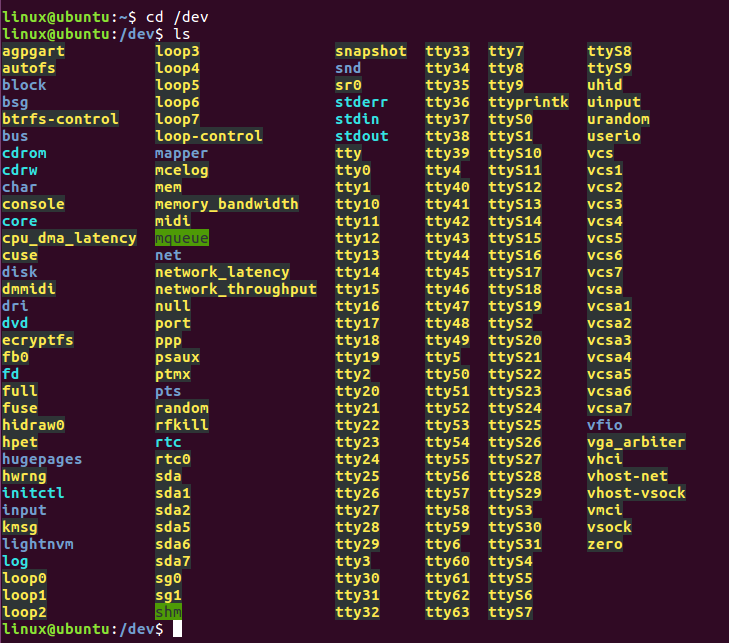 linux@ubuntu:~$ cd /dev
linux@ubuntu:/dev$ ls
agpgart loop3 snapshot tty33 tty7 ttyS8
autofs loop4 snd tty34 tty8 ttyS9
block loop5 sr0 tty35 tty9 uhid
bsg loop6 stderr tty36 ttyprintk uinput
btrfs-control loop7 stdin tty37 ttyS0 urandom
bus loop-control stdout tty38 ttyS1 userio
cdrom mapper tty tty39 ttyS10 vcs
cdrw mcelog tty0 tty4 ttyS11 vcs1
char mem tty1 tty40 ttyS12 vcs2
console memory_bandwidth tty10 tty41 ttyS13 vcs3
core midi tty11 tty42 ttyS14 vcs4
cpu_dma_latency mqueue tty12 tty43 ttyS15 vcs5
cuse net tty13 tty44 ttyS16 vcs6
disk network_latency tty14 tty45 ttyS17 vcs7
dmmidi network_throughput tty15 tty46 ttyS18 vcsa
dri null tty16 tty47 ttyS19 vcsa1
dvd port tty17 tty48 ttyS2 vcsa2
ecryptfs ppp tty18 tty49 ttyS20 vcsa3
fb0 psaux tty19 tty5 ttyS21 vcsa4
fd ptmx tty2 tty50 ttyS22 vcsa5
full pts tty20 tty51 ttyS23 vcsa6
fuse random tty21 tty52 ttyS24 vcsa7
hidraw0 rfkill tty22 tty53 ttyS25 vfio
hpet rtc tty23 tty54 ttyS26 vga_arbiter
hugepages rtc0 tty24 tty55 ttyS27 vhci
hwrng sda tty25 tty56 ttyS28 vhost-net
initctl sda1 tty26 tty57 ttyS29 vhost-vsock
input sda2 tty27 tty58 ttyS3 vmci
kmsg sda5 tty28 tty59 ttyS30 vsock
lightnvm sda6 tty29 tty6 ttyS31 zero
log sda7 tty3 tty60 ttyS4
loop0 sg0 tty30 tty61 ttyS5
loop1 sg1 tty31 tty62 ttyS6
loop2 shm tty32 tty63 ttyS7
linux@ubuntu:/dev$